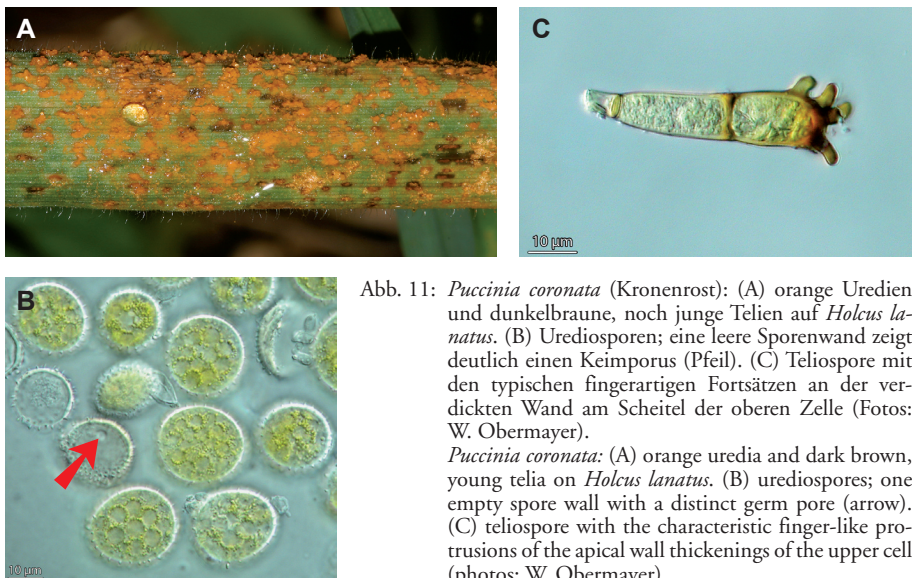 A
C
10 µm
B
10 µm
Abb. 11: Puccinia coronata (Kronenrost): (A) orange Uredien
und dunkelbraune, noch junge Telien auf Holcus la-
natus. (B) Urediosporen; eine leere Sporenwand zeigt
deutlich einen Keimporus (Pfeil). (C) Teliospore mit
den typischen fingerartigen Fortsätzen an der ver-
dickten Wand am Scheitel der oberen Zelle (Fotos:
W. Obermayer).
Puccinia coronata: (A) orange uredia and dark brown,
young telia on Holcus lanatus. (B) urediospores; one
empty spore wall with a distinct germ pore (arrow).
(C) teliospore with the characteristic finger-like pro-
trusions of the apical wall thickenings of the upper cell
(photos: W. Obermayer).